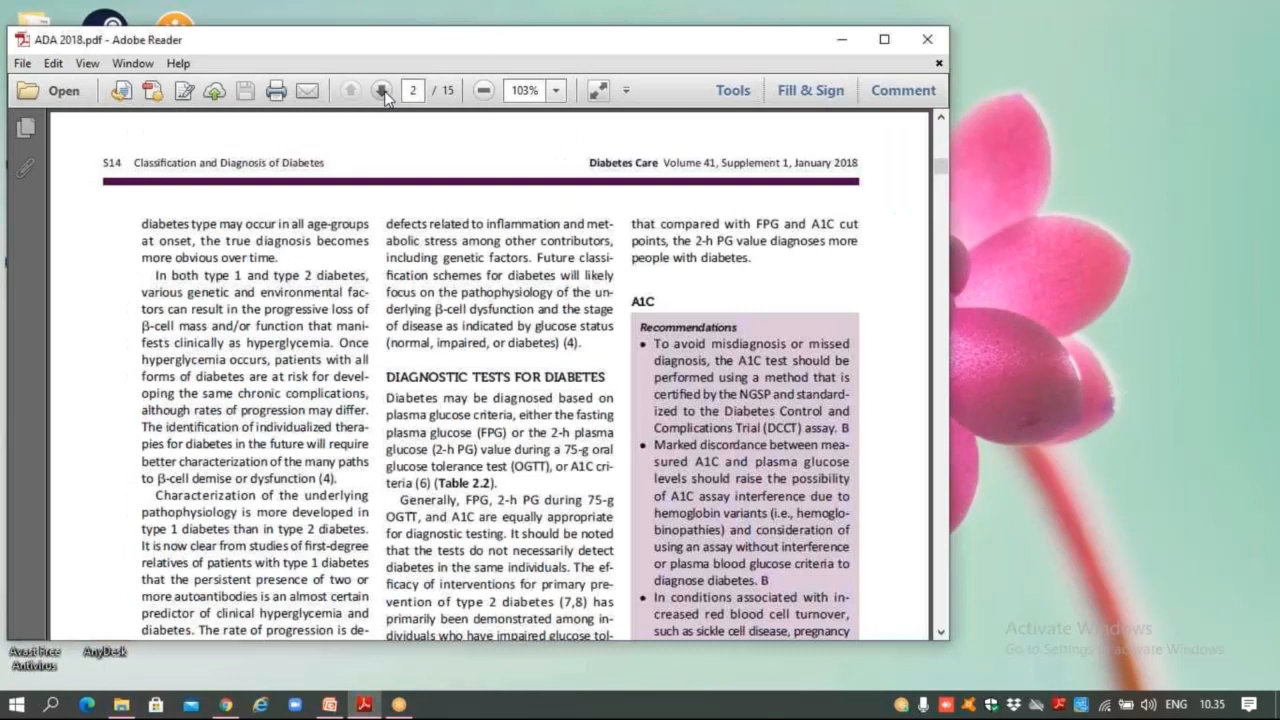 ADA 2018.pdf - Adobe Reader
File Edit View Window Help
Open 2 / 15 103% Tools Fill & Sign Comment
S14 Classification and Diagnosis of Diabetes
Diabetes Care Volume 41, Supplement 1, January 2018
diabetes type may occur in all age-groups
at onset, the true diagnosis becomes
more obvious over time.
In both type 1 and type 2 diabetes,
various genetic and environmental fac-
tors can result in the progressive loss of
β-cell mass and/or function that mani-
fests clinically as hyperglycemia. Once
hyperglycemia occurs, patients with all
forms of diabetes are at risk for devel-
oping the same chronic complications,
although rates of progression may differ.
The identification of individualized thera-
pies for diabetes in the future will require
better characterization of the many paths
to β-cell demise or dysfunction (4).
Characterization of the underlying
pathophysiology is more developed in
type 1 diabetes than in type 2 diabetes.
It is now clear from studies of first-degree
relatives of patients with type 1 diabetes
that the persistent presence of two or
more autoantibodies is an almost certain
predictor of clinical hyperglycemia and
diabetes. The rate of progression is de-
defects related to inflammation and met-
abolic stress among other contributors,
including genetic factors. Future classi-
fication schemes for diabetes will likely
focus on the pathophysiology of the un-
derlying β-cell dysfunction and the stage
of disease as indicated by glucose status
(normal, impaired, or diabetes) (4).
DIAGNOSTIC TESTS FOR DIABETES
Diabetes may be diagnosed based on
plasma glucose criteria, either the fasting
plasma glucose (FPG) or the 2-h plasma
glucose (2-h PG) value during a 75-g oral
glucose tolerance test (OGTT), or A1C cri-
teria (6) (Table 2.2).
Generally, FPG, 2-h PG during 75-g
OGTT, and A1C are equally appropriate
for diagnostic testing. It should be noted
that the tests do not necessarily detect
diabetes in the same individuals. The ef-
ficacy of interventions for primary pre-
vention of type 2 diabetes (7,8) has
primarily been demonstrated among in-
dividuals who have impaired glucose tol-
that compared with FPG and A1C cut
points, the 2-h PG value diagnoses more
people with diabetes.
A1C
Recommendations
• To avoid misdiagnosis or missed
diagnosis, the A1C test should be
performed using a method that is
certified by the NGSP and standard-
ized to the Diabetes Control and
Complications Trial (DCCT) assay. B
• Marked discordance between mea-
sured A1C and plasma glucose
levels should raise the possibility
of A1C assay interference due to
hemoglobin variants (i.e., hemoglo-
binopathies) and consideration of
using an assay without interference
or plasma blood glucose criteria to
diagnose diabetes. B
• In conditions associated with in-
creased red blood cell turnover,
such as sickle cell disease, pregnancy
Activate Windows
Go to Settings to activate Windows.
Avast Free
Antivirus
AnyDesk
ENG 10.35